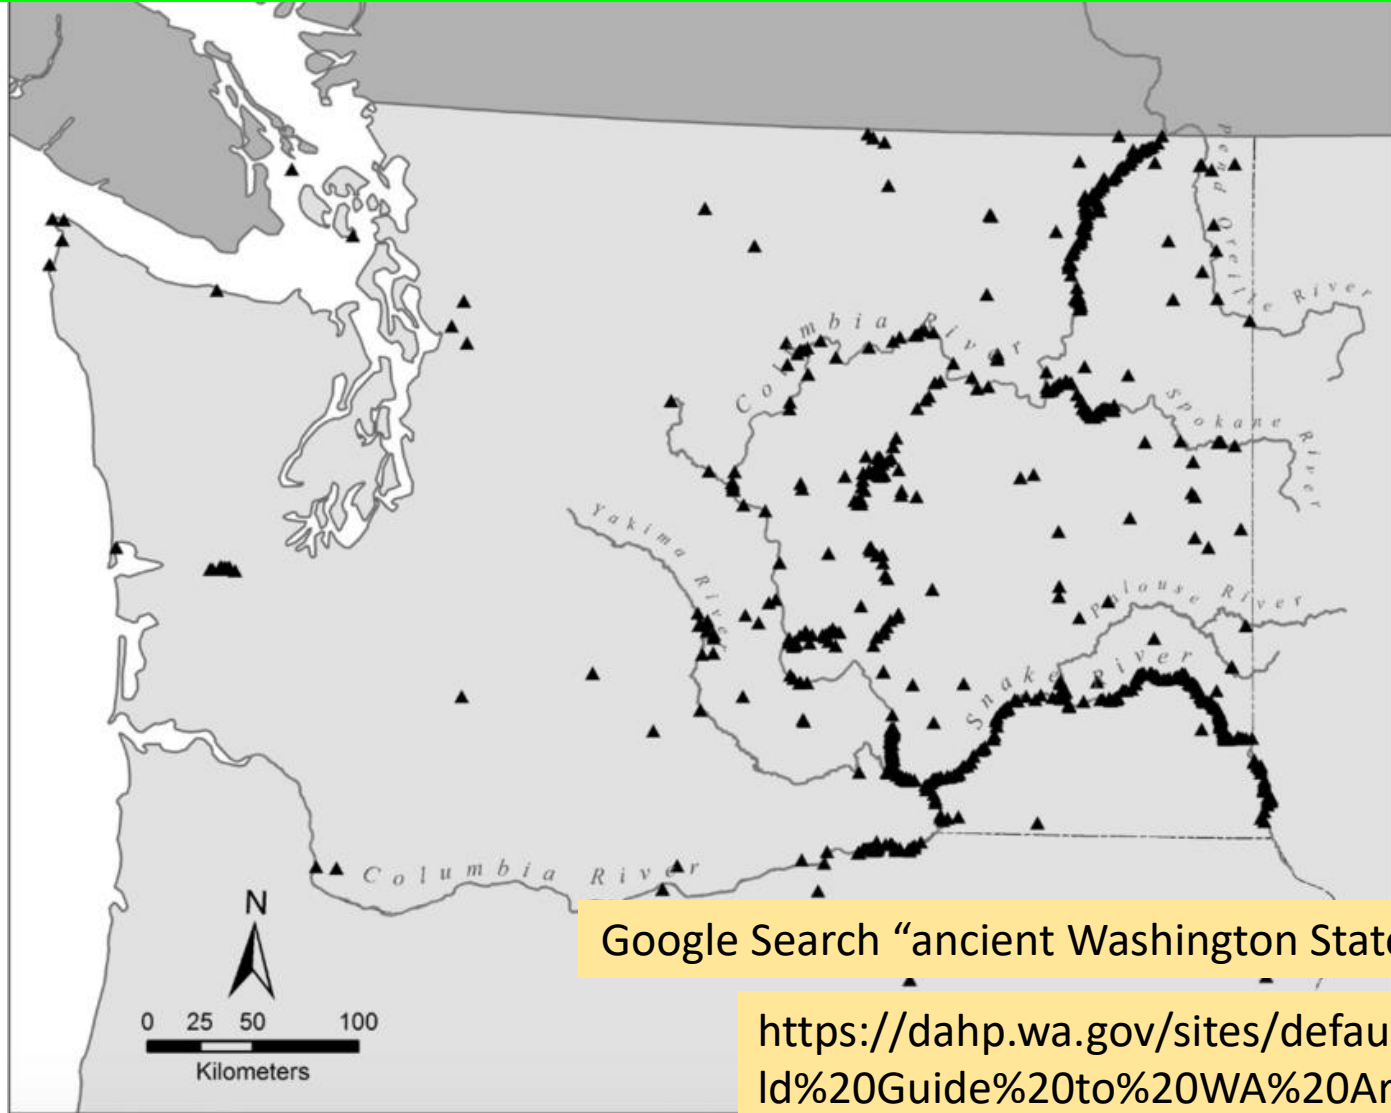 Pend Oreille River
Columbia River
Spokane River
Yakima River
Palouse River
Snake River
Columbia River
N
0 25 50 100
Kilometers
Google Search “ancient Washington State
https://dahp.wa.gov/sites/defau
ld%20Guide%20to%20WA%20Ar